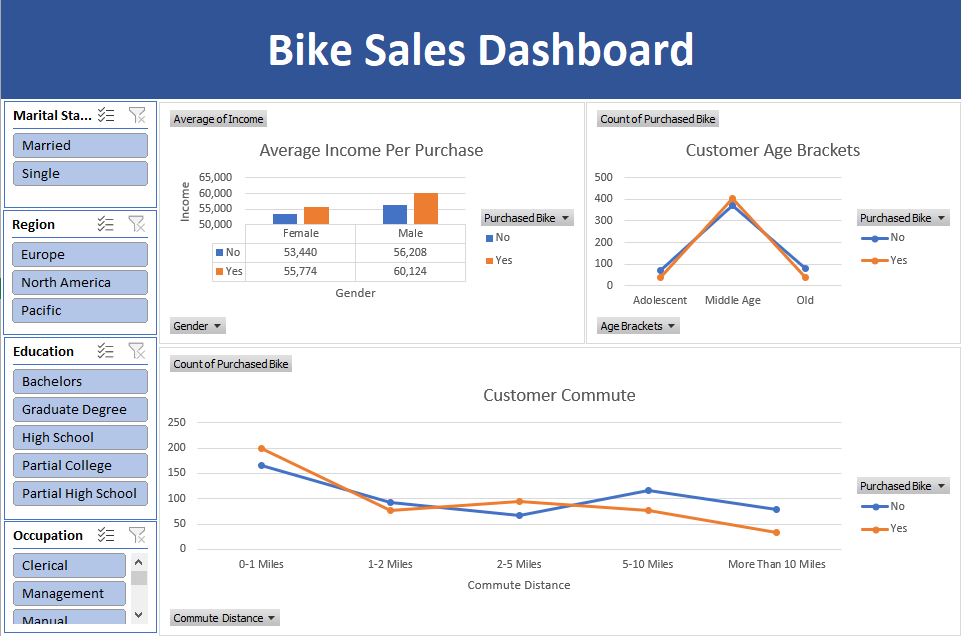 Bike Sales Dashboard
Marital Sta...
Married
Single
Region
Europe
North America
Pacific
Education
Bachelors
Graduate Degree
High School
Partial College
Partial High School
Occupation
Clerical
Management
Manual
Average of Income
Average Income Per Purchase
Income
65,000
60,000
55,000
50,000
Female Male
No 53,440 56,208
Yes 55,774 60,124
Gender
Purchased Bike
No
Yes
Gender
Count of Purchased Bike
Customer Age Brackets
500
400
300
200
100
0
Adolescent Middle Age Old
Purchased Bike
No
Yes
Age Brackets
Count of Purchased Bike
Customer Commute
250
200
150
100
50
0
0-1 Miles 1-2 Miles 2-5 Miles 5-10 Miles More Than 10 Miles
Commute Distance
Purchased Bike
No
Yes
Commute Distance